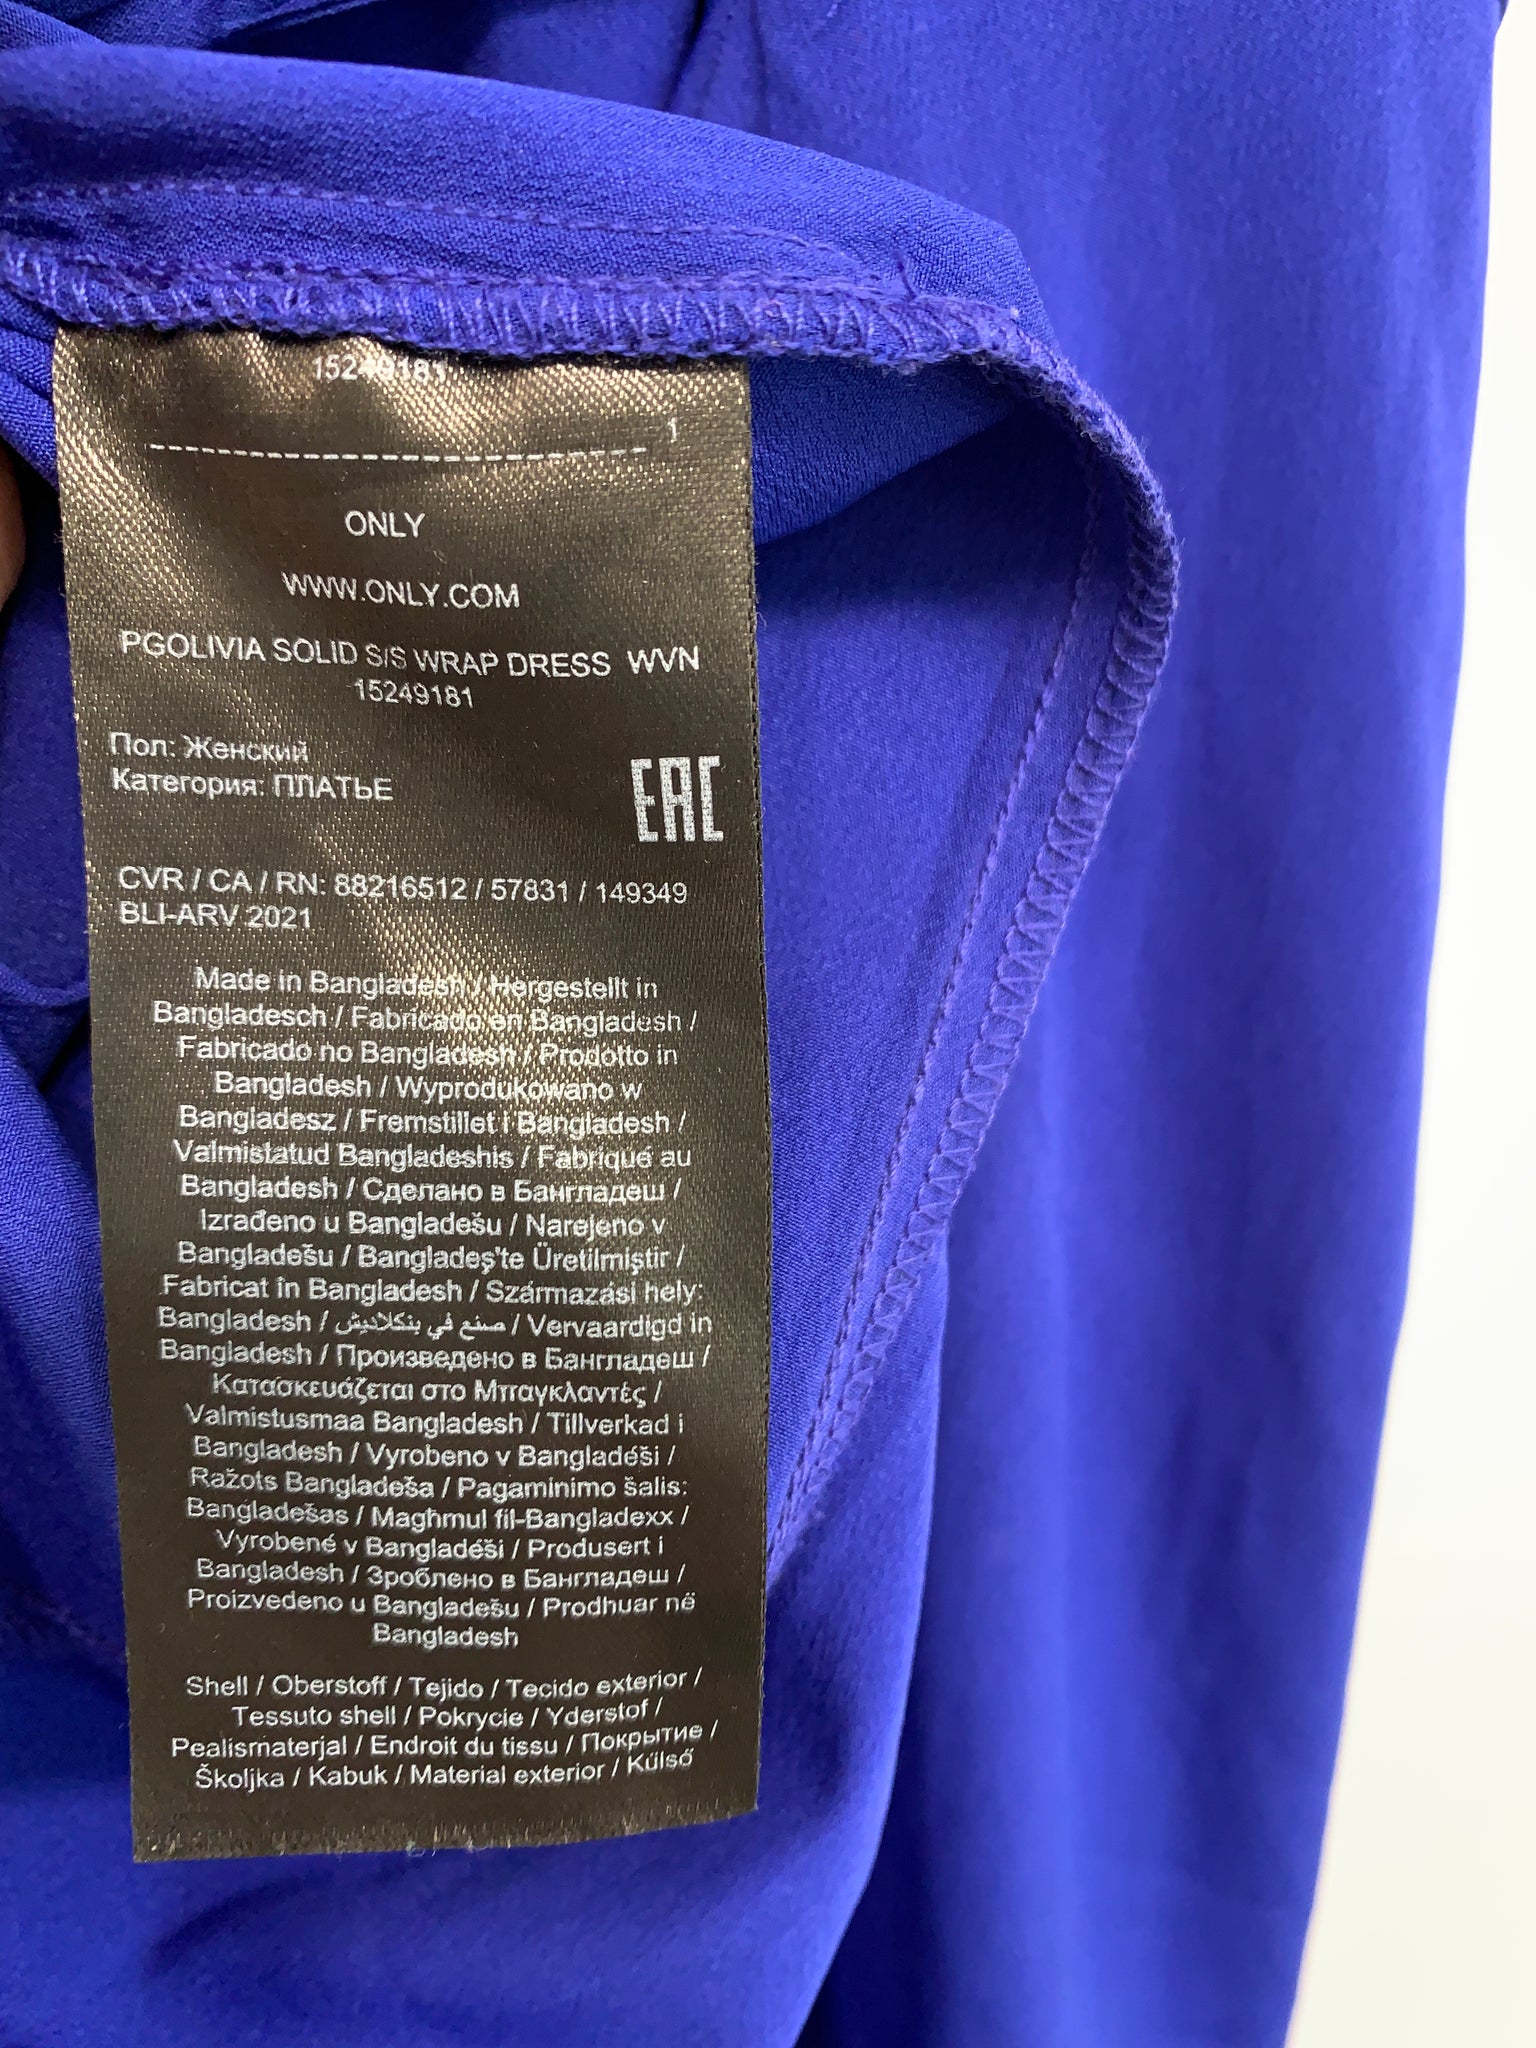 15249181
1
ONLY
WWW.ONLY.COM
PGOLIVIA SOLID S/S WRAP DRESS WVN
15249181
Пол: Женский
Категория: ПЛАТЬЕ
EAC
CVR / CA / RN: 88216512 / 57831 / 149349
BLI-ARV 2021
Made in Bangladesh / Hergestellt in
Bangladesch / Fabricado en Bangladesh /
Fabricado no Bangladesh / Prodotto in
Bangladesh / Wyprodukowano w
Bangladesz / Fremstillet i Bangladesh /
Valmistatud Bangladeshis / Fabriqué au
Bangladesh / Сделано в Бангладеш /
Izrađeno u Bangladešu / Narejeno v
Bangladešu / Bangladeş'te Üretilmiştir /
Fabricat în Bangladesh / Származási hely:
Bangladesh / صنع في بنكلاديش / Vervaardigd in
Bangladesh / Произведено в Бангладеш /
Κατασκευάζεται στο Μπαγκλαντές /
Valmistusmaa Bangladesh / Tillverkad i
Bangladesh / Vyrobeno v Bangladéši /
Ražots Bangladeša / Pagaminimo šalis:
Bangladešas / Magħmul fil-Bangladexx /
Vyrobené v Bangladéši / Produsert i
Bangladesh / Зроблено в Бангладеш /
Proizvedeno u Bangladešu / Prodhuar në
Bangladesh
Shell / Oberstoff / Tejido / Tecido exterior /
Tessuto shell / Pokrycie / Yderstof /
Pealismaterjal / Endroit du tissu / Покрытие /
Školjka / Kabuk / Material exterior / Külső